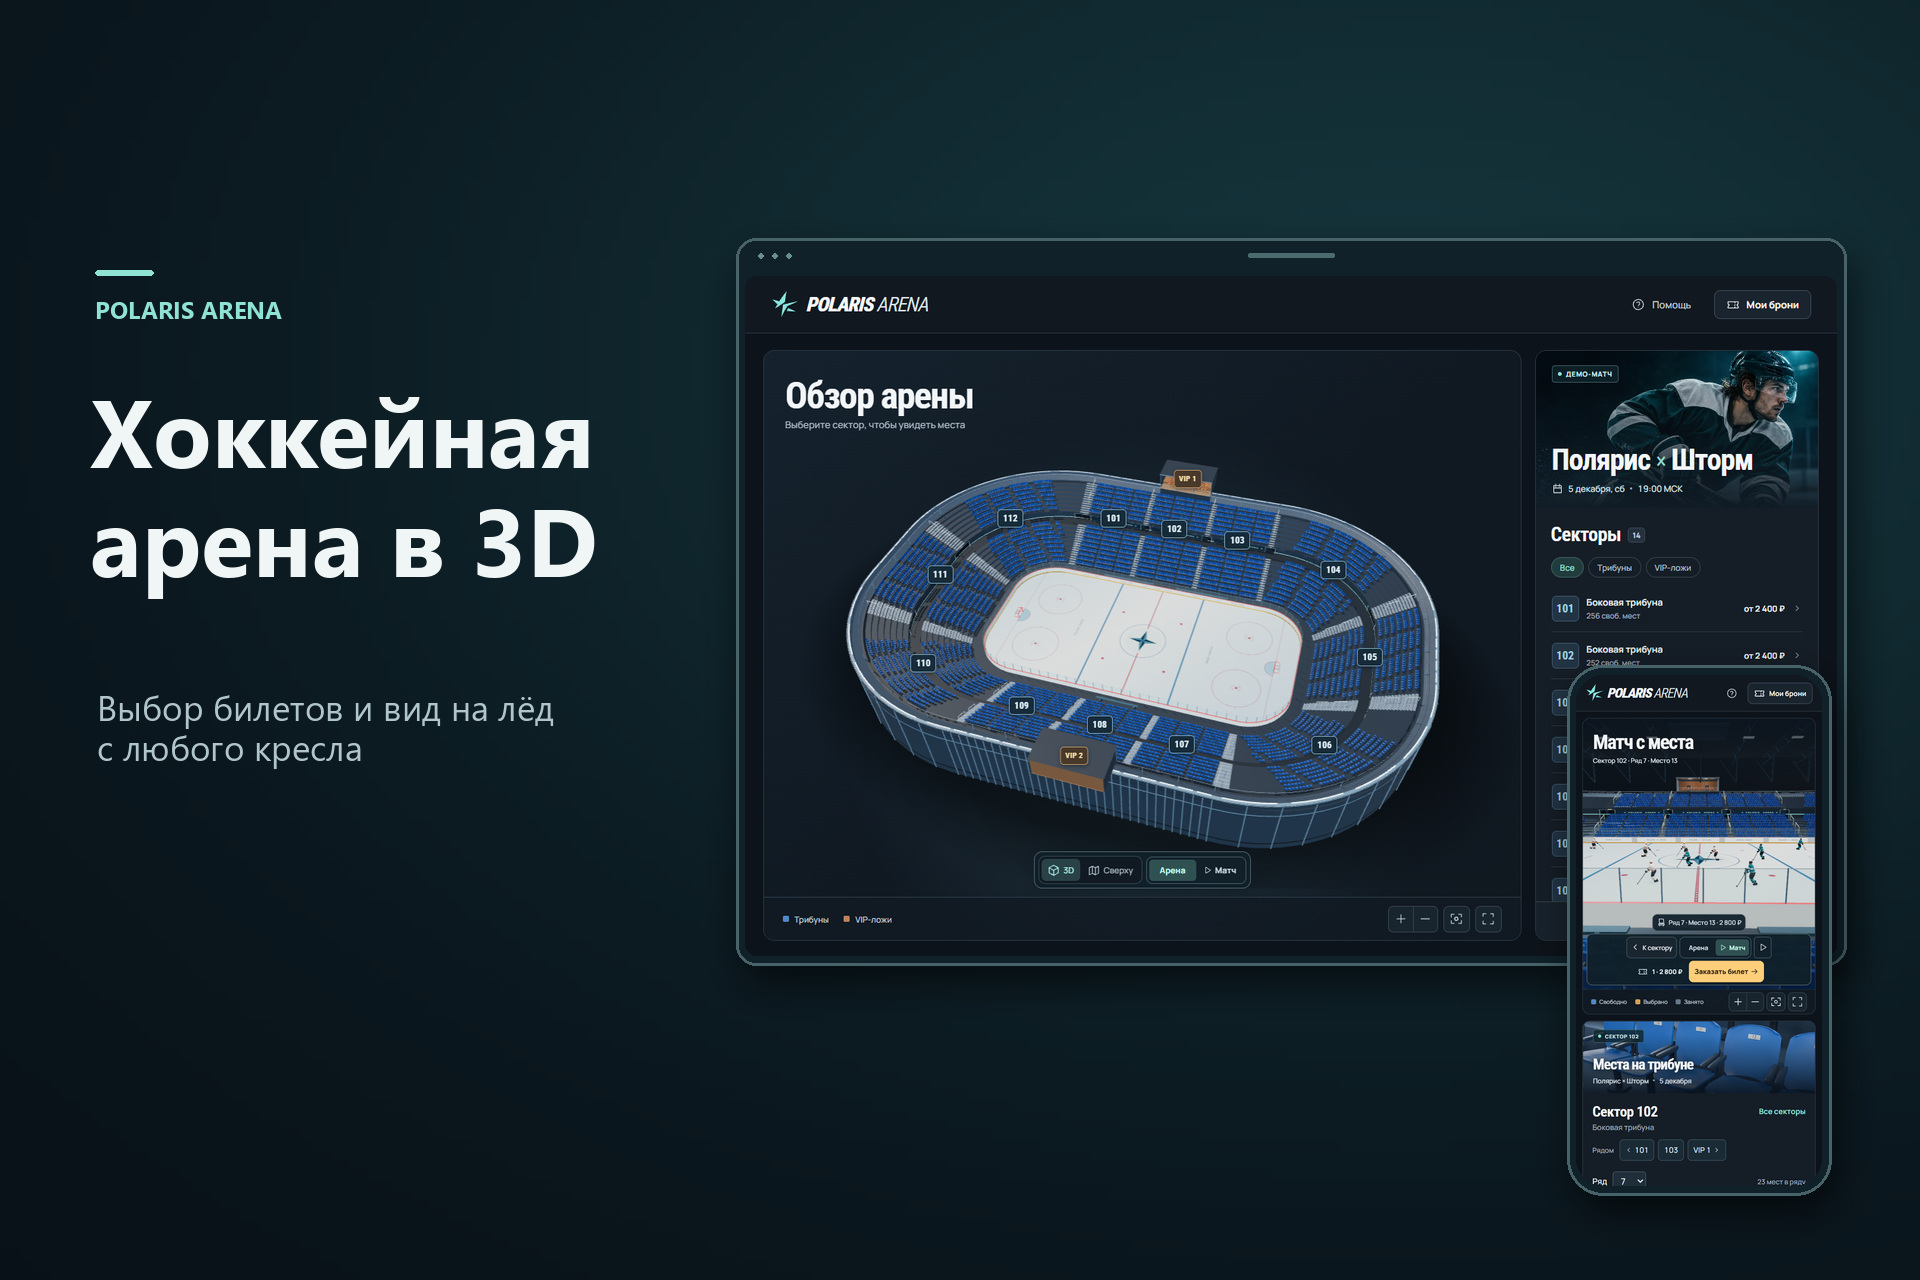 POLARIS ARENA
Хоккейная
арена в 3D
Выбор билетов и вид на лёд
с любого кресла
POLARIS ARENA
Помощь
Мои брони
Обзор арены
Выберите сектор, чтобы увидеть места
VIP 1
112
101
102
103
104
111
105
110
109
108
107
106
VIP 2
3D
Сверху
Арена
Матч
Трибуны
VIP-ложи
ДЕМО-МАТЧ
Полярис × Шторм
5 декабря, сб • 19:00 МСК
Секторы 14
Все
Трибуны
VIP-ложи
101 Боковая трибуна от 2 400 ₽
256 своб. мест
102 Боковая трибуна от 2 400 ₽
252 своб. мест
POLARIS ARENA
Мои брони
Матч с места
Сектор 102 · Ряд 7 · Место 13
Ряд 7 · Место 13 · 2 800 ₽
К сектору
Арена
Матч
1 · 2 800 ₽
Заказать билет →
Свободно
Выбрано
Занято
СЕКТОР 102
Места на трибуне
Полярис × Шторм • 5 декабря
Сектор 102
Все секторы
Боковая трибуна
Рядом
‹ 101
103
VIP 1 ›
Ряд 7
23 мест в ряду